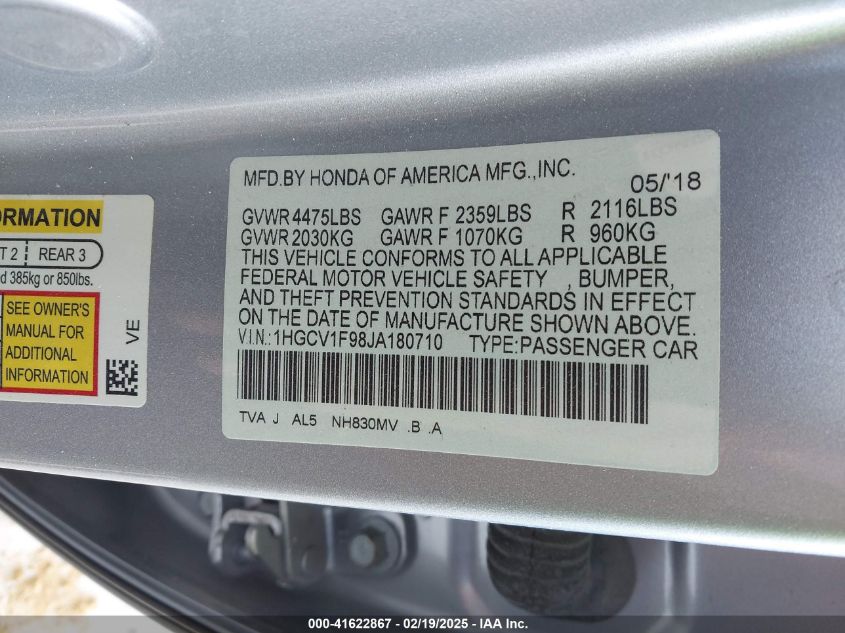 ORMATION
T 2 REAR 3
d 385kg or 850lbs.
SEE OWNER'S
MANUAL FOR
ADDITIONAL
INFORMATION
VE
MFD.BY HONDA OF AMERICA MFG.,INC.
05/'18
GVWR 4475LBS GAWR F 2359LBS R 2116LBS
GVWR 2030KG GAWR F 1070KG R 960KG
THIS VEHICLE CONFORMS TO ALL APPLICABLE
FEDERAL MOTOR VEHICLE SAFETY , BUMPER,
AND THEFT PREVENTION STANDARDS IN EFFECT
ON THE DATE OF MANUFACTURE SHOWN ABOVE.
V.I.N.: 1HGCV1F98JA180710 TYPE:PASSENGER CAR
TVA J AL5 NH830MV .B .A
000-41622867 - 02/19/2025 - IAA Inc.